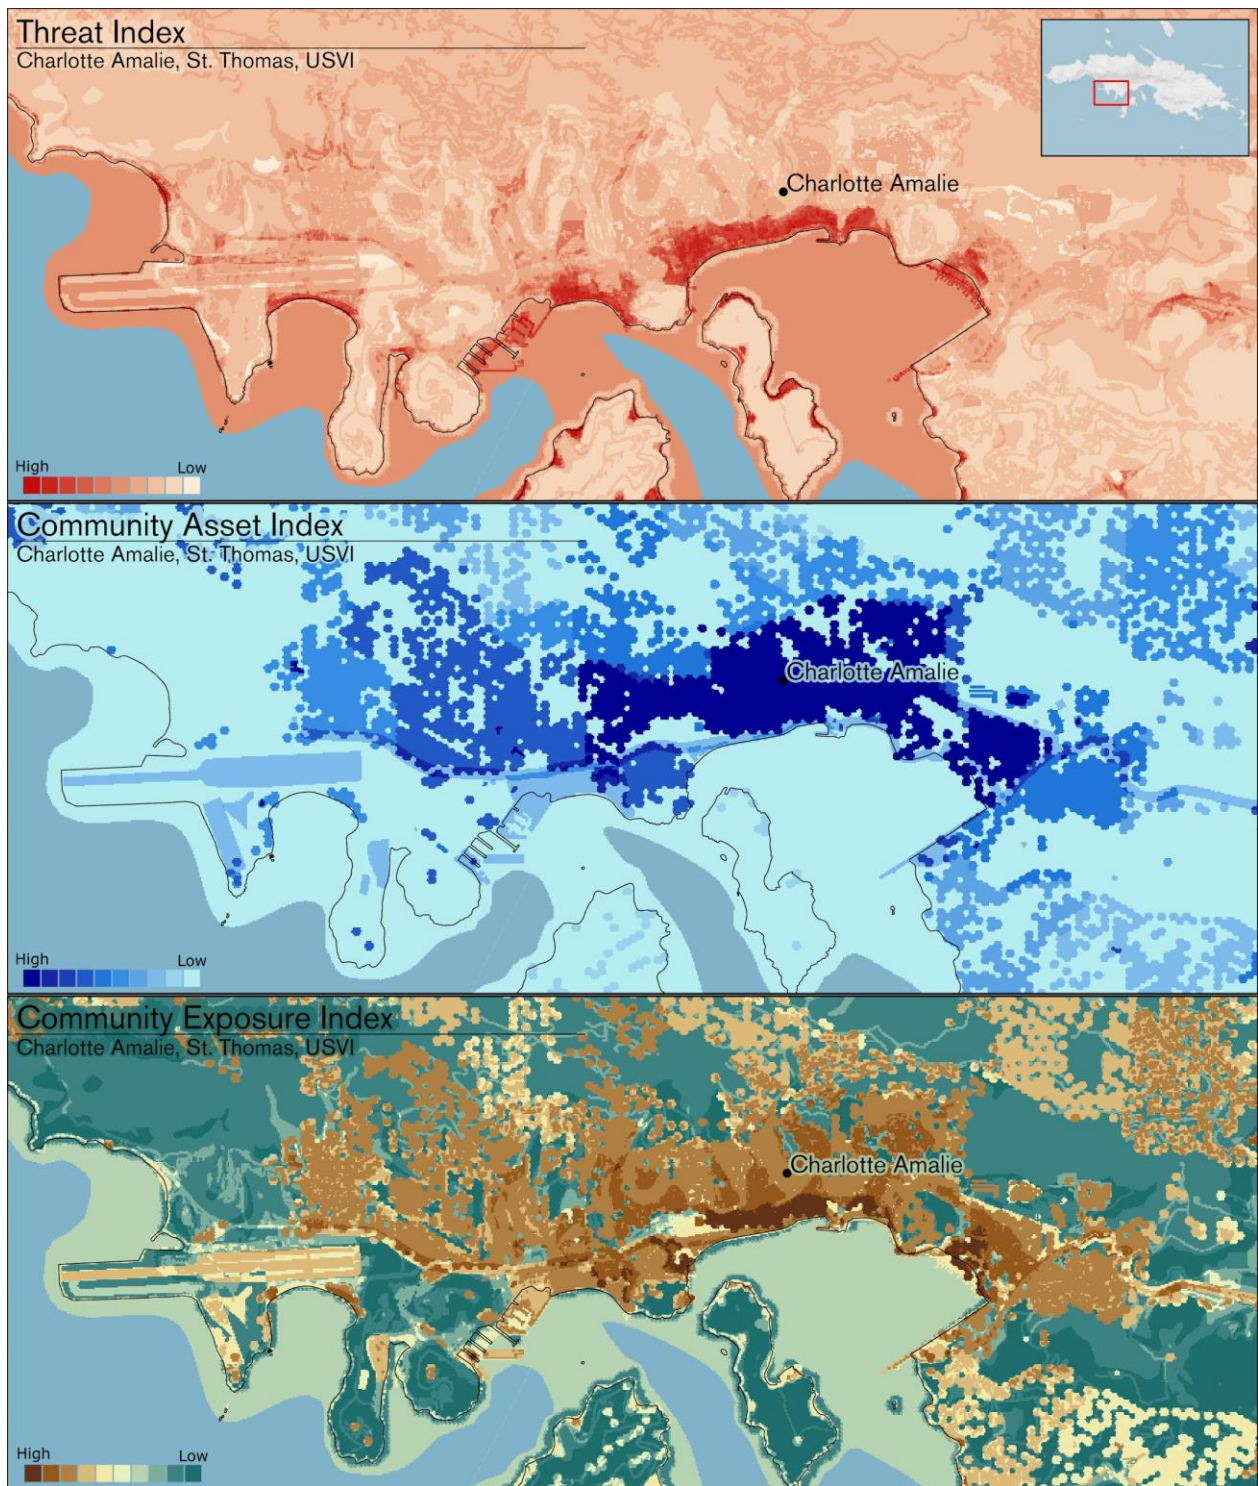 Threat Index
Charlotte Amalie, St. Thomas, USVI
Charlotte Amalie
High Low
Community Asset Index
Charlotte Amalie, St. Thomas, USVI
Charlotte Amalie
High Low
Community Exposure Index
Charlotte Amalie, St. Thomas, USVI
Charlotte Amalie
High Low